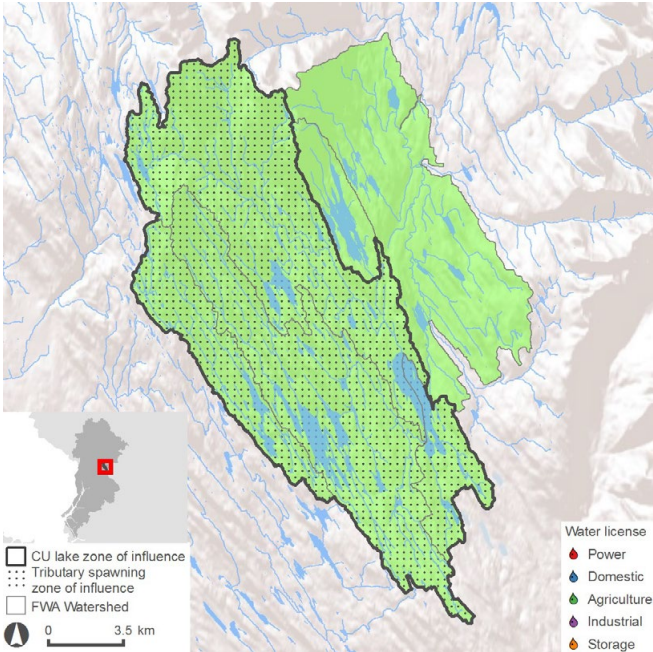 CU lake zone of influence
Tributary spawning
zone of influence
FWA Watershed
0 3.5 km
Water license
Power
Domestic
Agriculture
Industrial
Storage